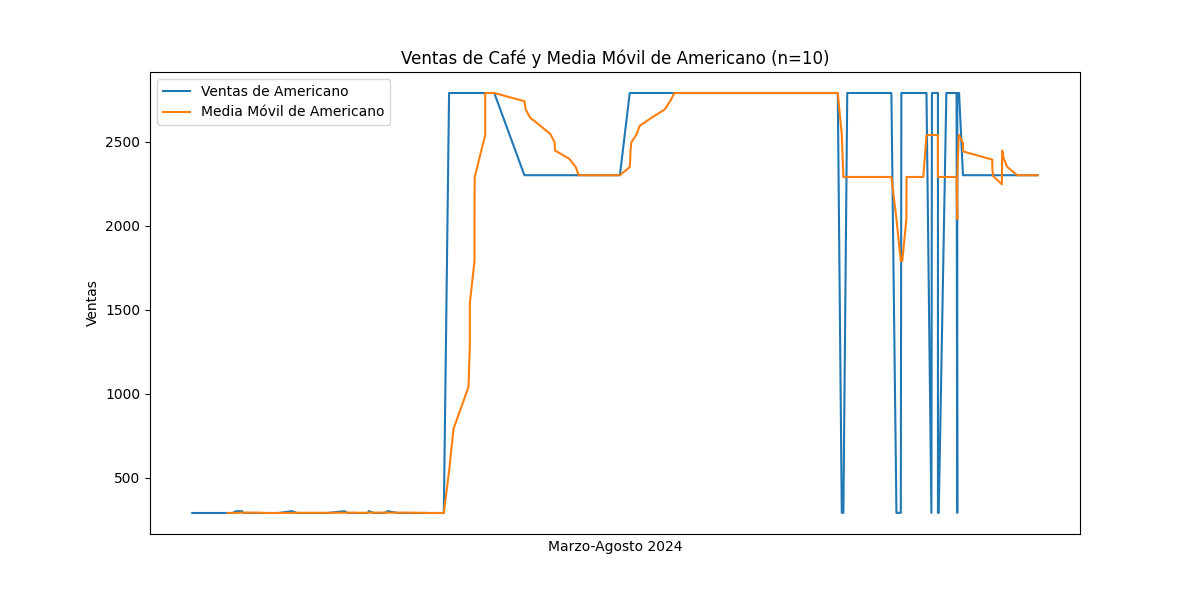 Ventas de Café y Media Móvil de Americano (n=10)
Ventas de Americano
Media Móvil de Americano
2500
2000
1500
1000
500
Ventas
Marzo-Agosto 2024